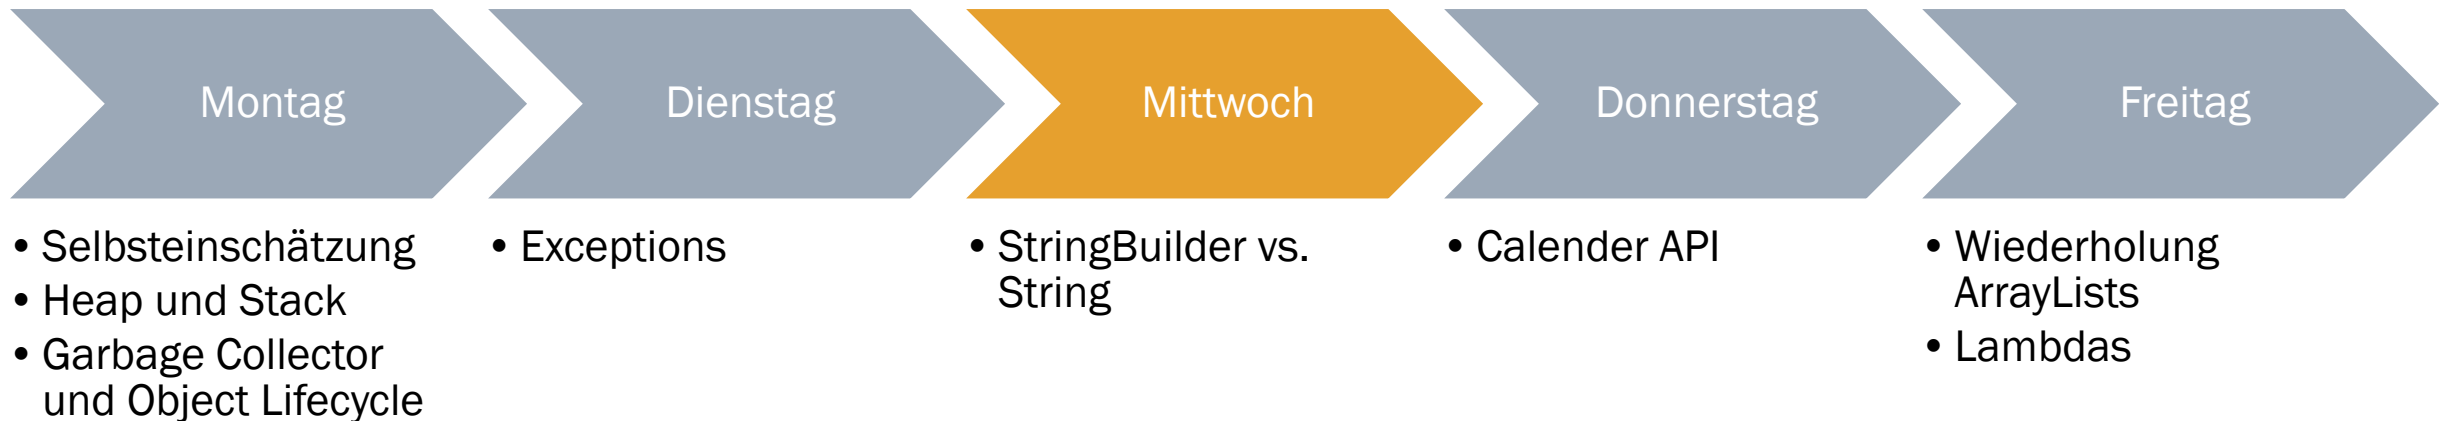 Montag
Dienstag
Mittwoch
Donnerstag
Freitag
• Selbsteinschätzung
• Heap und Stack
• Garbage Collector
und Object Lifecycle
• Exceptions
• StringBuilder vs.
String
• Calender API
• Wiederholung
ArrayLists
• Lambdas